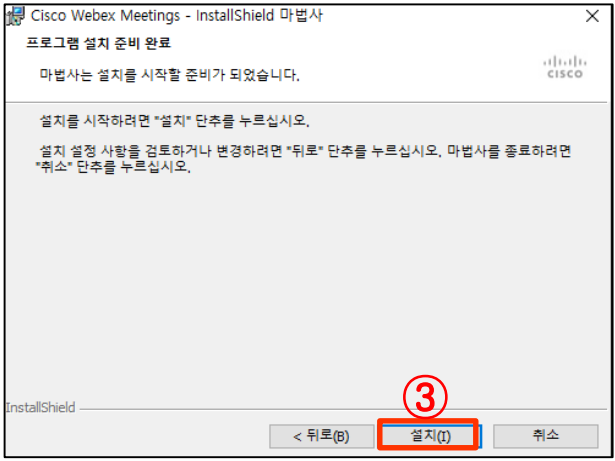 Cisco Webex Meetings - InstallShield 마법사
프로그램 설치 준비 완료
마법사는 설치를 시작할 준비가 되었습니다.
CISCO
설치를 시작하려면 "설치" 단추를 누르십시오.
설치 설정 사항을 검토하거나 변경하려면 "뒤로" 단추를 누르십시오. 마법사를 종료하려면
"취소" 단추를 누르십시오.
③
InstallShield
< 뒤로(B) 설치(I) 취소